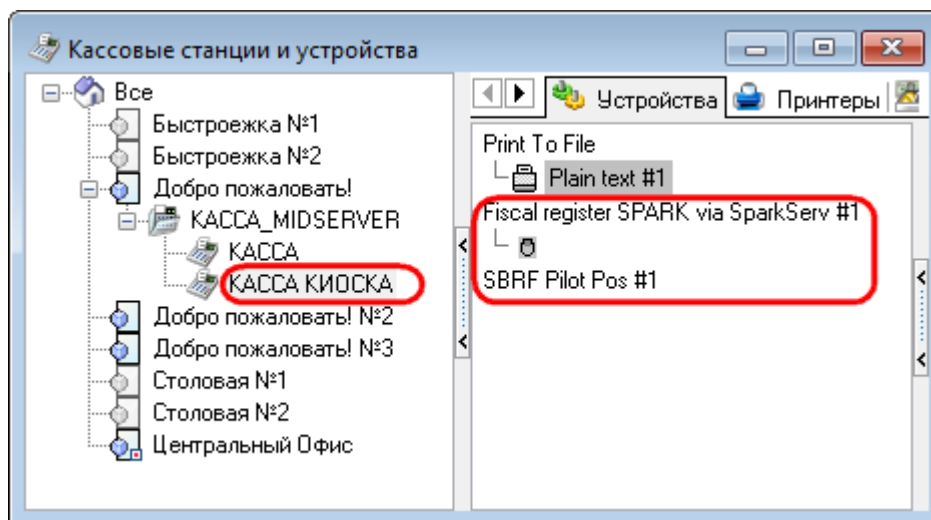 Кассовые станции и устройства
Все
Быстроежка №1
Быстроежка №2
Добро пожаловать!
КАССА_MIDSERVER
КАССА
КАССА КИОСКА
Добро пожаловать! №2
Добро пожаловать! №3
Столовая №1
Столовая №2
Центральный Офис
Устройства
Принтеры
Print To File
Plain text #1
Fiscal register SPARK via SparkServ #1
SBRF Pilot Pos #1